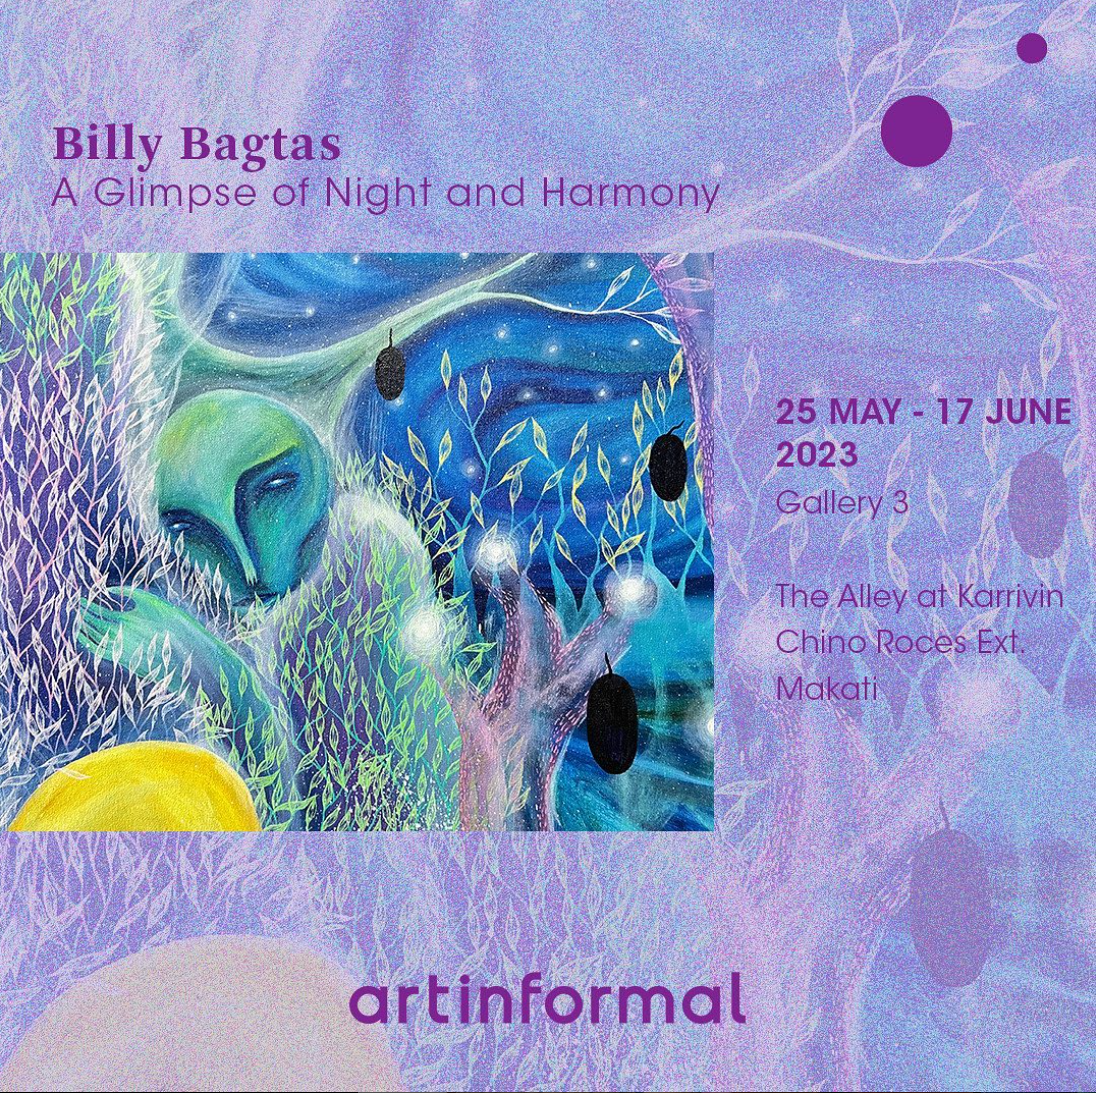 Billy Bagtas
A Glimpse of Night and Harmony
25 MAY - 17 JUNE
2023
Gallery 3
The Alley at Karrivin
Chino Roces Ext.
Makati
artinformal